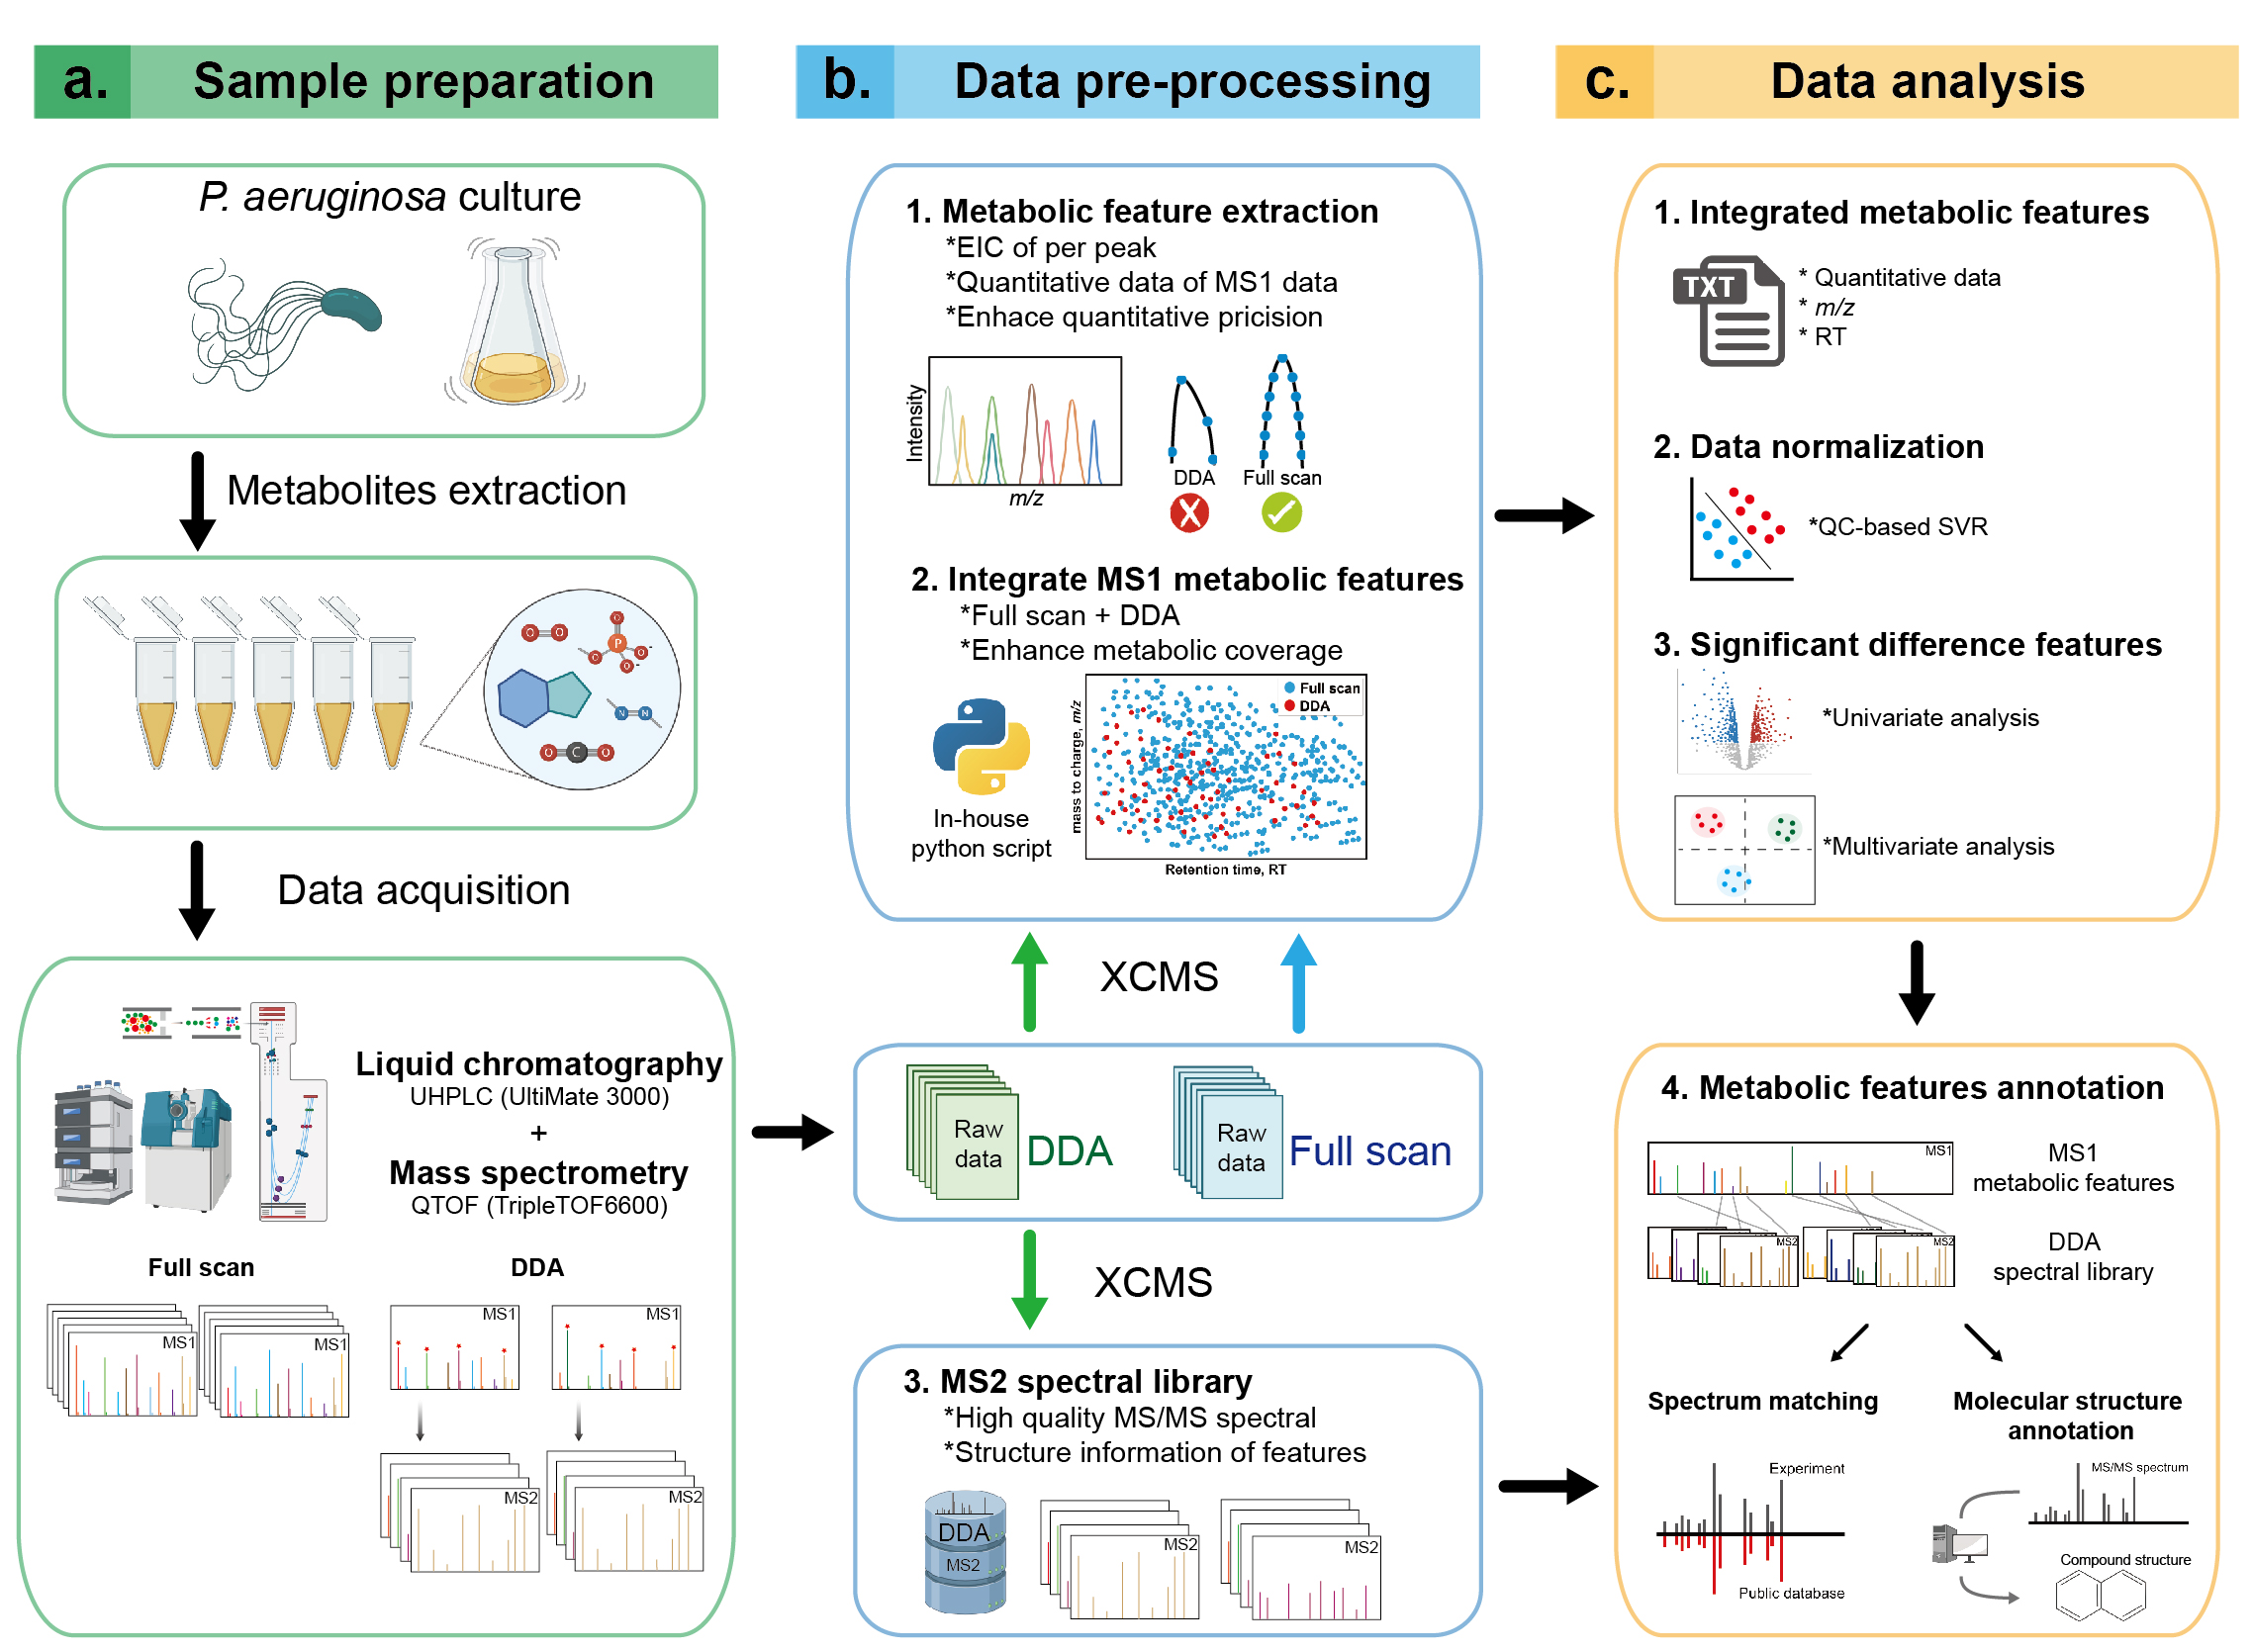 a. Sample preparation
P. aeruginosa culture
Metabolites extraction
O O
O
P
O O-
O-
N N
O C O
Data acquisition
Liquid chromatography
UHPLC (UltiMate 3000)
+
Mass spectrometry
QTOF (TripleTOF6600)
Full scan
DDA
MS1
MS1
MS1
MS1
MS2
MS2
b. Data pre-processing
1. Metabolic feature extraction
*EIC of per peak
*Quantitative data of MS1 data
*Enhace quantitative pricision
Intensity
m/z
DDA
Full scan
X
2. Integrate MS1 metabolic features
*Full scan + DDA
*Enhance metabolic coverage
In-house
python script
mass to charge, m/z
Full scan
DDA
Retention time, RT
XCMS
Raw
data
DDA
Raw
data
Full scan
XCMS
3. MS2 spectral library
*High quality MS/MS spectral
*Structure information of features
DDA
MS2
MS2
MS2
c. Data analysis
1. Integrated metabolic features
TXT
* Quantitative data
* m/z
* RT
2. Data normalization
*QC-based SVR
3. Significant difference features
*Univariate analysis
*Multivariate analysis
4. Metabolic features annotation
MS1
MS1
metabolic features
MS2
MS2
DDA
spectral library
Spectrum matching
Experiment
Public database
Molecular structure
annotation
MS/MS spectrum
Compound structure